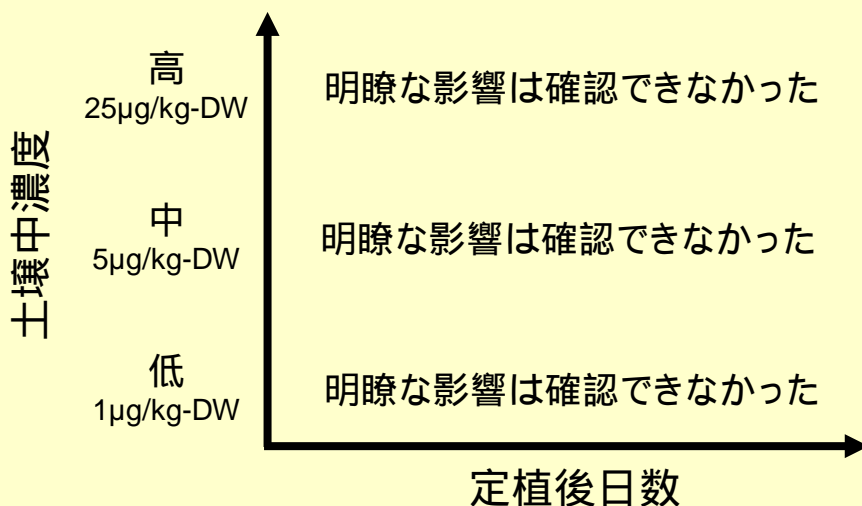 高
25μg/kg-DW
明瞭な影響は確認できなかった
土壌中濃度
中
5μg/kg-DW
明瞭な影響は確認できなかった
低
1μg/kg-DW
明瞭な影響は確認できなかった
定植後日数